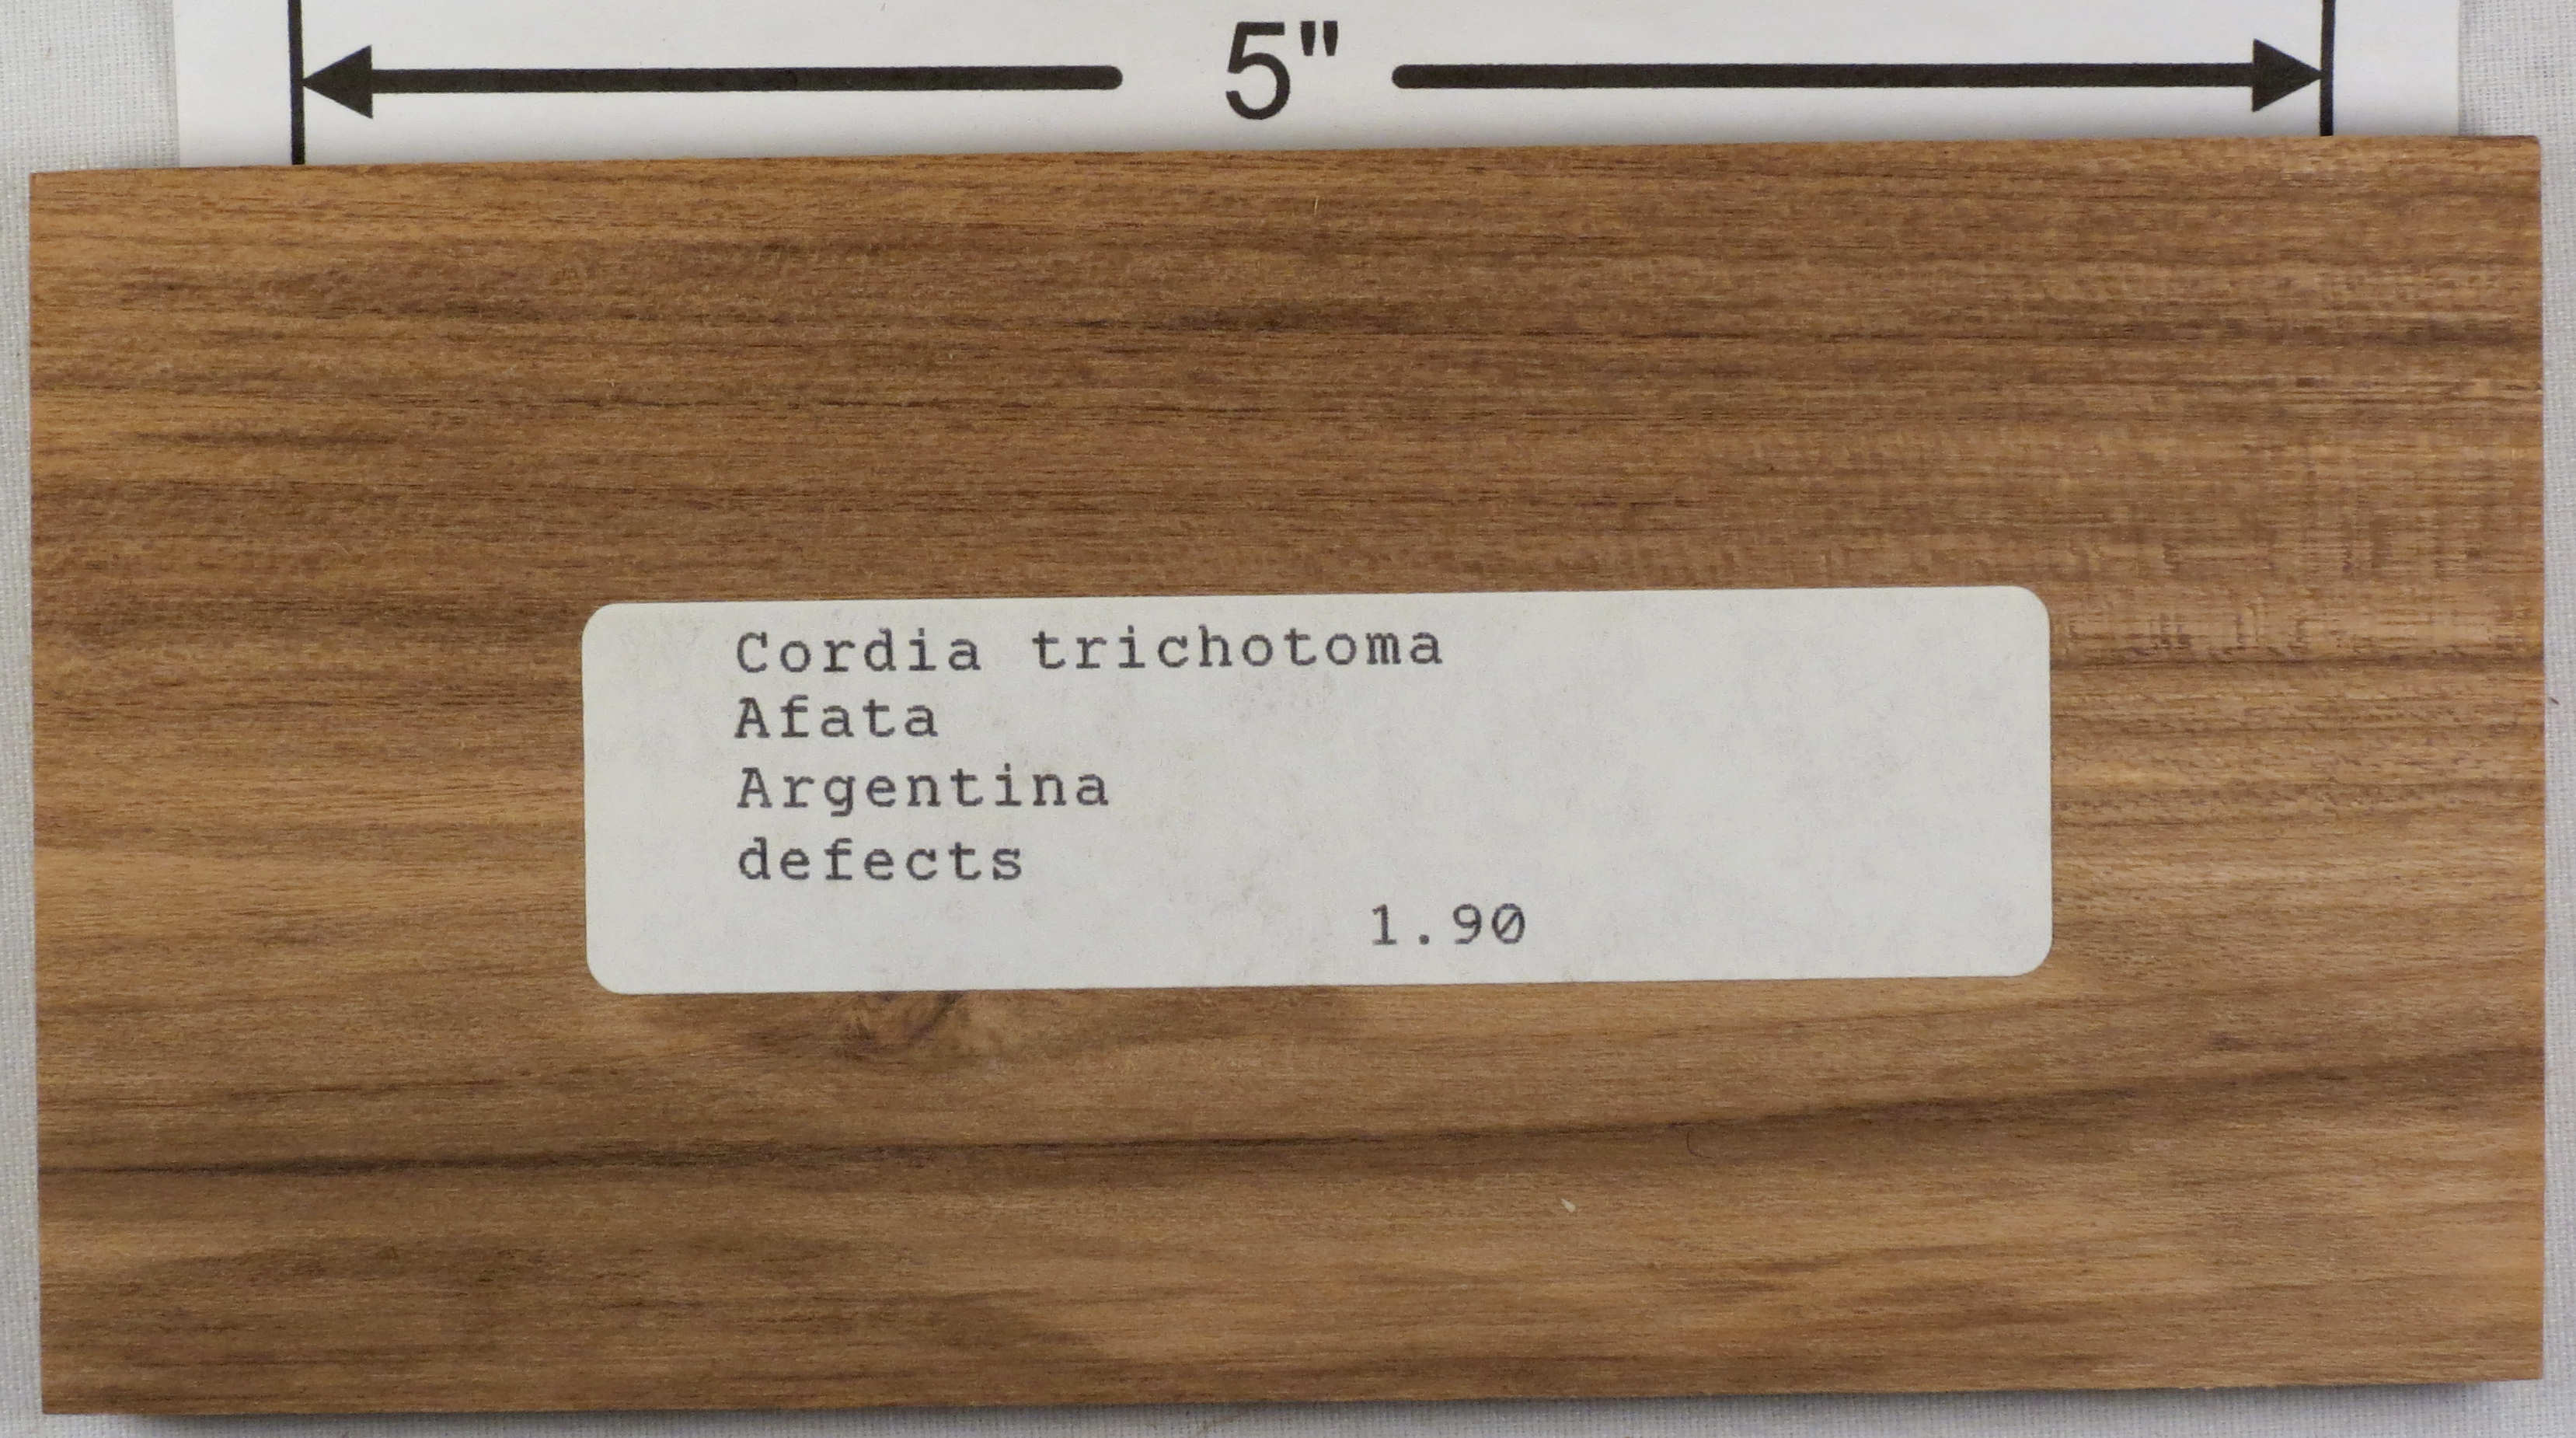 5"
Cordia trichotoma
Afata
Argentina
defects
1.90